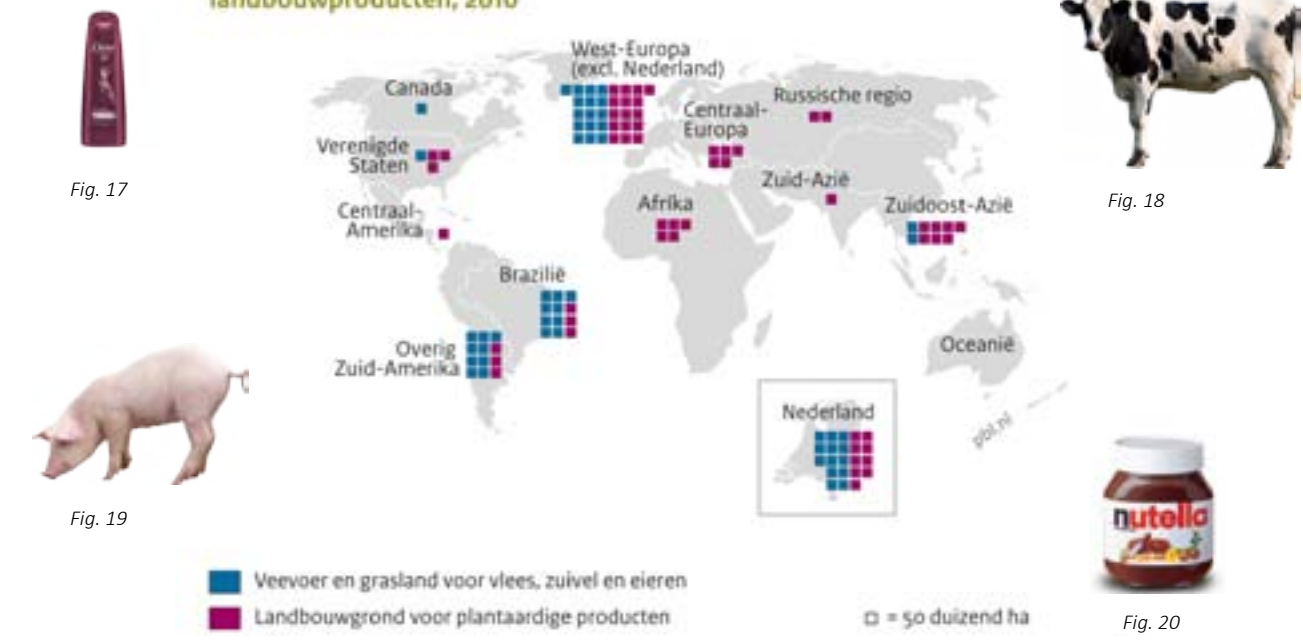 landbouwproducten, 2010
West-Europa
(excl. Nederland)
Canada
Russische regio
Centraal-
Europa
Verenigde
Staten
Fig. 17
Zuid-Azië
Fig. 18
Afrika
Zuidoost-Azië
Centraal-
Amerika
Brazilië
Overig
Zuid-Amerika
Oceanië
Nederland
pbl.nl
Fig. 19
nutella
Veevoer en grasland voor vlees, zuivel en eieren
Landbouwgrond voor plantaardige producten
= 50 duizend ha
Fig. 20